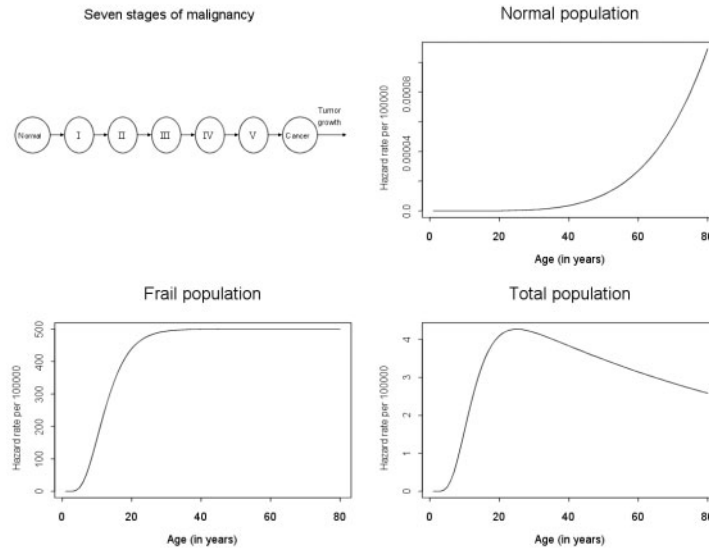 Seven stages of malignancy
Normal
I
II
III
IV
V
Cancer
Tumor
growth
Normal population
Hazard rate per 100000
0.00008
0.00004
0.0
0 20 40 60 80
Age (in years)
Frail population
Hazard rate per 100000
500
400
300
200
100
0
0 20 40 60 80
Age (in years)
Total population
Hazard rate per 100000
4
3
2
1
0
0 20 40 60 80
Age (in years)